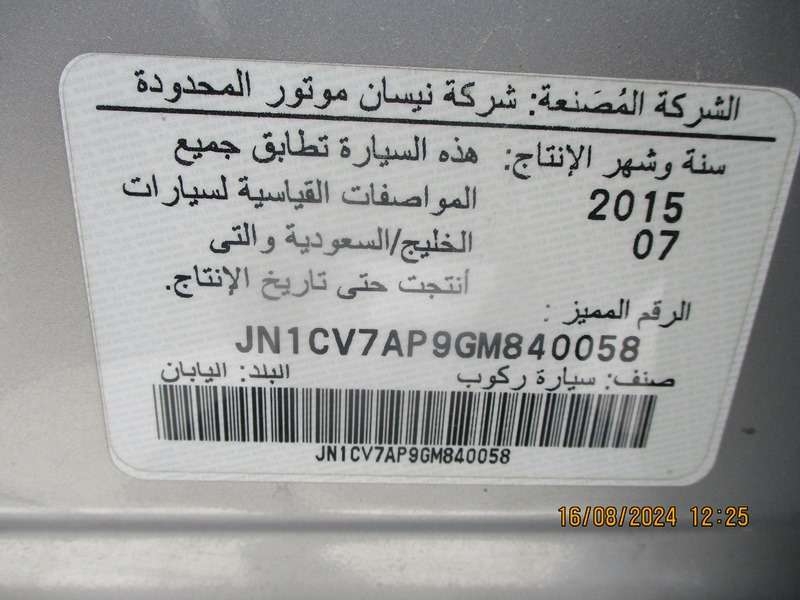 الشركة المُصَنعة: شركة نيسان موتور المحدودة
سنة وشهر الإنتاج:
2015
07
هذه السيارة تطابق جميع
المواصفات القياسية لسيارات
الخليج/السعودية والتى
أنتجت حتى تاريخ الإنتاج.
الرقم المميز :
JN1CV7AP9GM840058
صنف: سيارة ركوب
البلد: اليابان
JN1CV7AP9GM840058
16/08/2024 12:25